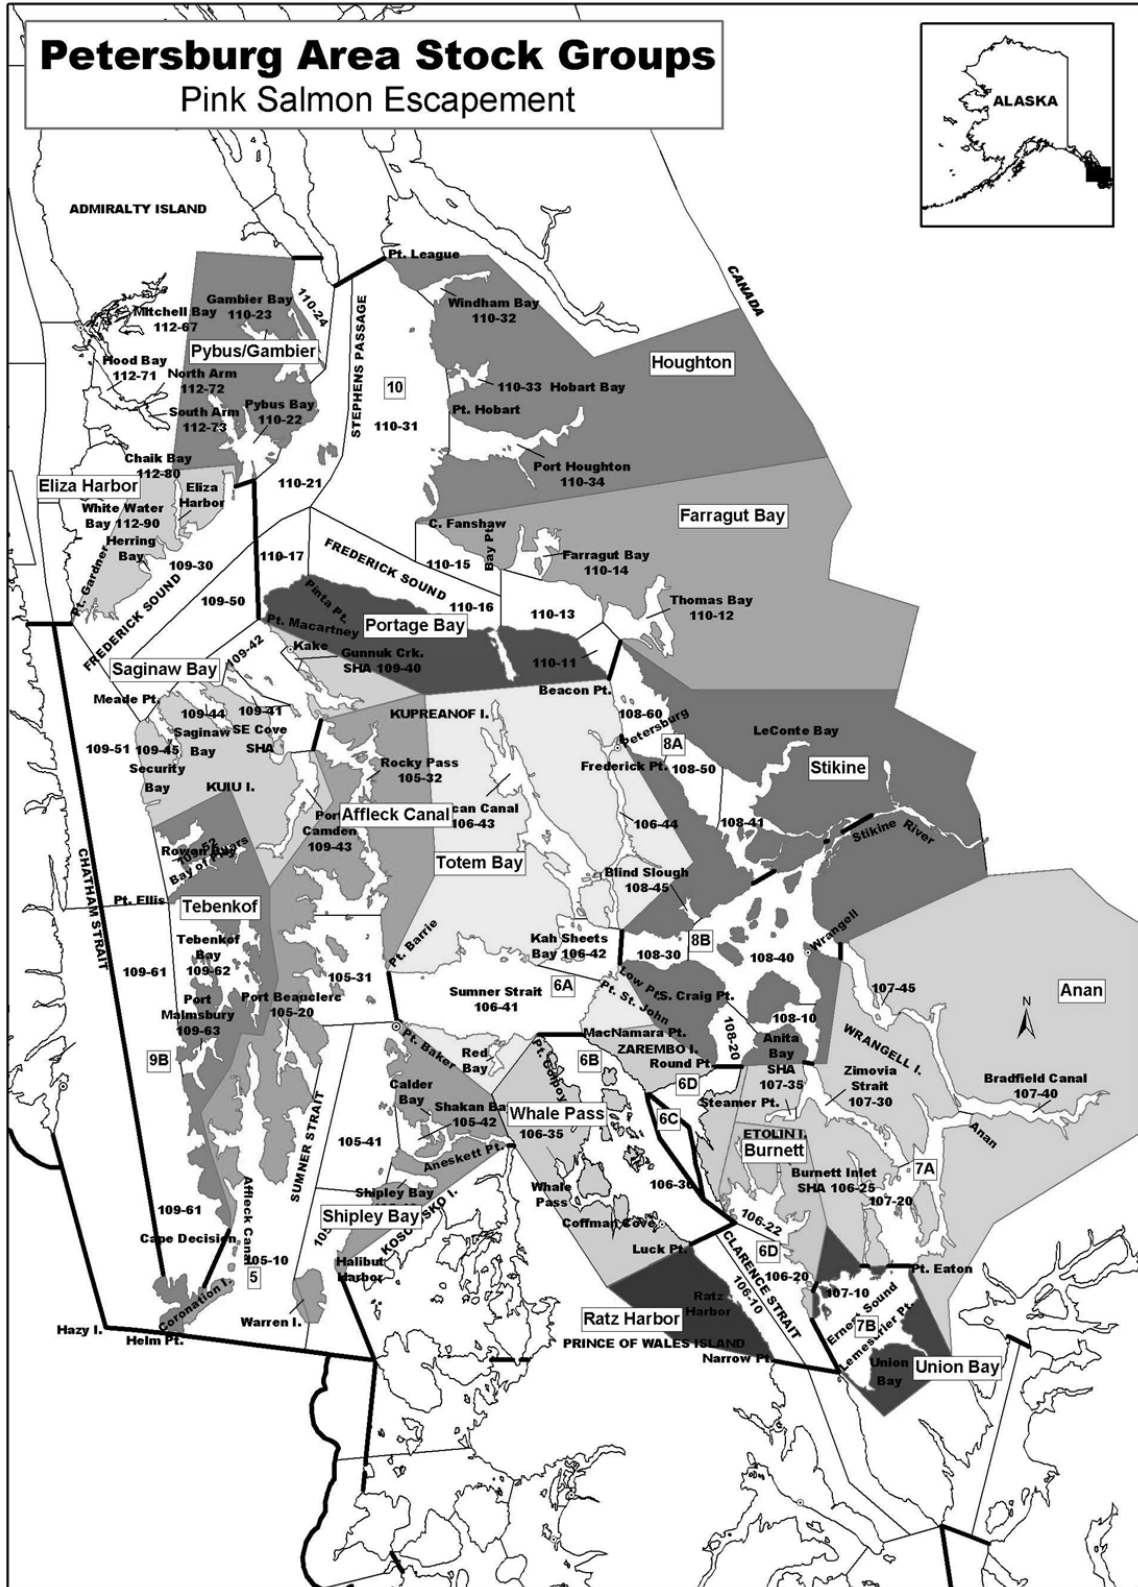 Petersburg Area Stock Groups
Pink Salmon Escapement
ALASKA
ADMIRALTY ISLAND
CANADA
Pt. League
Gambier Bay
110-23
110-24
Windham Bay
110-32
Mitchell Bay
112-67
STEPHENS PASSAGE
Hood Bay
112-71
Pybus/Gambier
Houghton
North Arm
112-72
10
110-33 Hobart Bay
Pybus Bay
110-22
South Arm
112-73
Pt. Hobart
110-31
Chaik Bay
112-80
Port Houghton
110-34
Eliza Harbor
Eliza
Harbor
110-21
White Water
Bay 112-90
Farragut Bay
C. Fanshaw
Bay Pt.
Herring
Bay
109-30
110-17
FREDERICK SOUND
110-15
Farragut Bay
110-14
Pt. Gardner
FREDERICK SOUND
109-50
Pinta Pt.
110-16
110-13
Thomas Bay
110-12
Pt. Macartney
Portage Bay
109-42
Kake
Gunnuk Crk.
SHA 109-40
Saginaw Bay
110-11
Beacon Pt.
Meade Pt.
109-44
109-41
KUPREANOF I.
108-60
109-51
109-45
Saginaw
Bay
SE Cove
SHA
Petersburg
8A
LeConte Bay
Security
Bay
Rocky Pass
105-32
Frederick Pt.
108-50
Stikine
KUIU I.
Affleck Canal
can Canal
106-43
Port
Camden
109-43
106-44
108-41
Stikine River
109-52
Rowan Bay
Bay of Pillars
Totem Bay
Blind Slough
108-45
CHATHAM STRAIT
Pt. Ellis
Tebenkof
Tebenkof
Bay
109-62
Pt. Barrie
Kah Sheets
Bay 106-42
108-30
8B
Wrangell
108-40
109-61
105-31
Sumner Strait
106-41
6A
Low Pt.
Pt. St. John
S. Craig Pt.
107-45
Anan
N
Port
Malmsbury
109-63
Port Beauclerc
105-20
108-10
Pt. Baker
MacNamara Pt.
ZAREMBO I.
Round Pt.
108-20
Anita
Bay
SHA
107-35
WRANGELL I.
9B
Red
Bay
Pt. Colpoy
6B
6D
Zimovia
Strait
107-30
Bradfield Canal
107-40
Calder
Bay
Shakan Ba
105-42
Whale Pass
106-35
Steamer Pt.
6C
Anan
SUMNER STRAIT
105-41
Aneskett Pt.
ETOLIN I.
Burnett
Burnett Inlet
SHA 106-25
7A
Whale
Pass
106-30
107-20
Shipley Bay
Affleck Canal
Shipley Bay
KOSCIUSKO I.
109-61
Coffman Cove
106-22
Cape Decision
Luck Pt.
6D
105-10
5
Halibut
Harbor
CLARENCE STRAIT
106-10
106-20
Pt. Eaton
107-10
Ratz
Harbor
Coronation I.
Warren I.
Ratz Harbor
Ernest Sound
7B
Lemesurier Pt.
Hazy I.
Helm Pt.
PRINCE OF WALES ISLAND
Narrow Pt.
Union
Bay
Union Bay